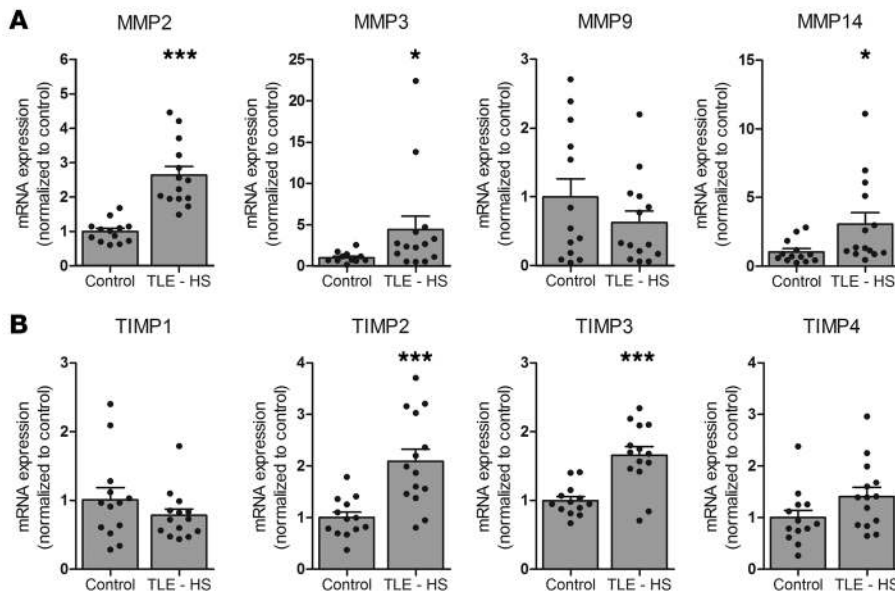 A
MMP2
MMP3
MMP9
MMP14
mRNA expression
(normalized to control)
6
5
4
3
2
1
0
***
Control
TLE - HS
mRNA expression
(normalized to control)
25
20
15
10
5
0
*
Control
TLE - HS
mRNA expression
(normalized to control)
3
2
1
0
Control
TLE - HS
mRNA expression
(normalized to control)
15
10
5
0
*
Control
TLE - HS
B
TIMP1
TIMP2
TIMP3
TIMP4
mRNA expression
(normalized to control)
3
2
1
0
Control
TLE - HS
mRNA expression
(normalized to control)
4
3
2
1
0
***
Control
TLE - HS
mRNA expression
(normalized to control)
3
2
1
0
***
Control
TLE - HS
mRNA expression
(normalized to control)
4
3
2
1
0
Control
TLE - HS